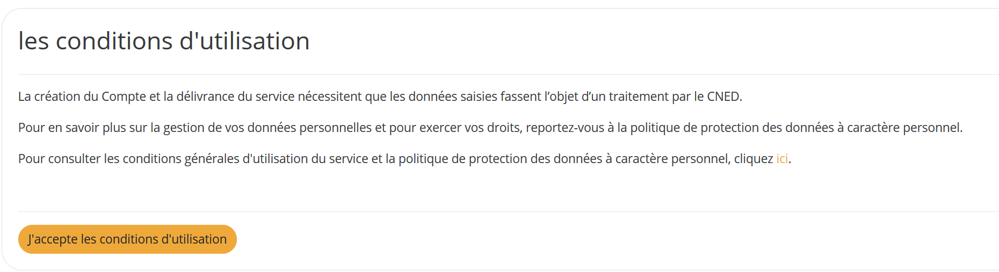 les conditions d'utilisation
La création du Compte et la délivrance du service nécessitent que les données saisies fassent l’objet d’un traitement par le CNED.
Pour en savoir plus sur la gestion de vos données personnelles et pour exercer vos droits, reportez-vous à la politique de protection des données à caractère personnel.
Pour consulter les conditions générales d'utilisation du service et la politique de protection des données à caractère personnel, cliquez ici.
J'accepte les conditions d'utilisation